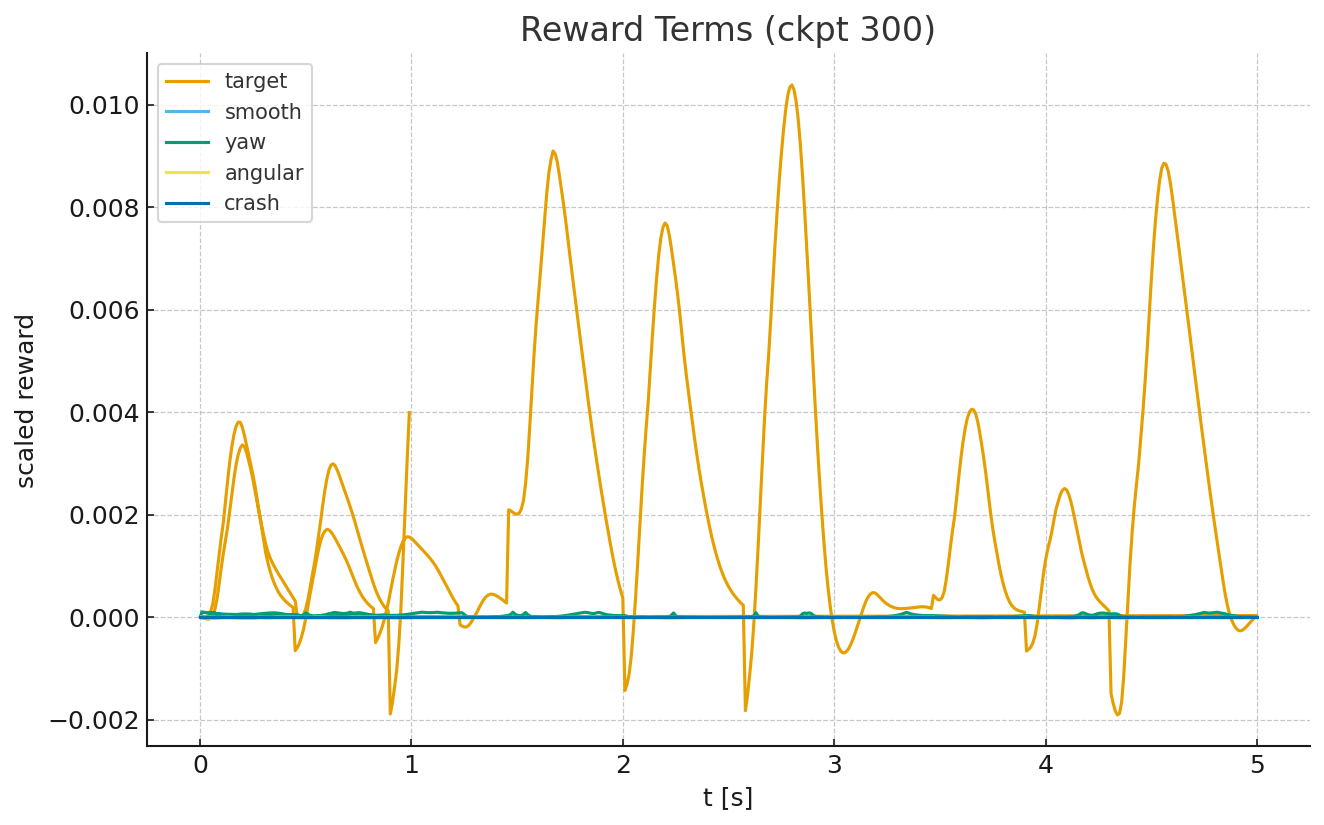 Reward Terms (ckpt 300)
target
smooth
yaw
angular
crash
scaled reward
0.010
0.008
0.006
0.004
0.002
0.000
−0.002
0
1
2
3
4
5
t [s]